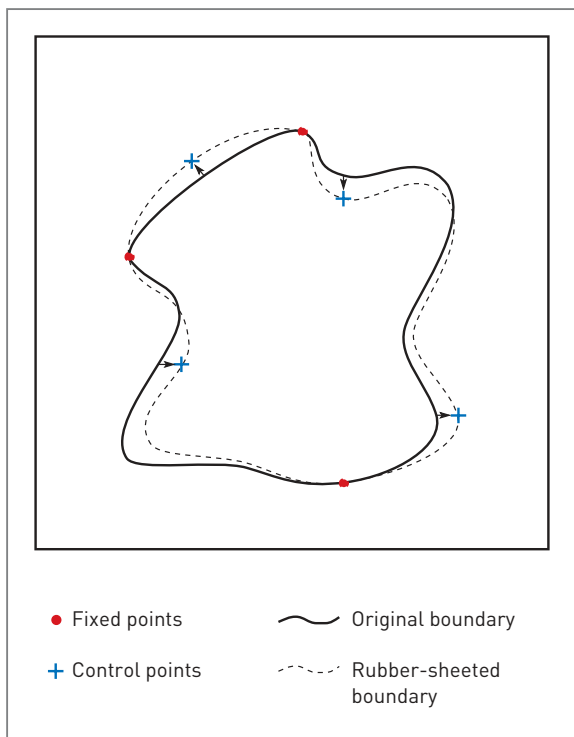 Fixed points
Original boundary
Control points
Rubber-sheeted
boundary